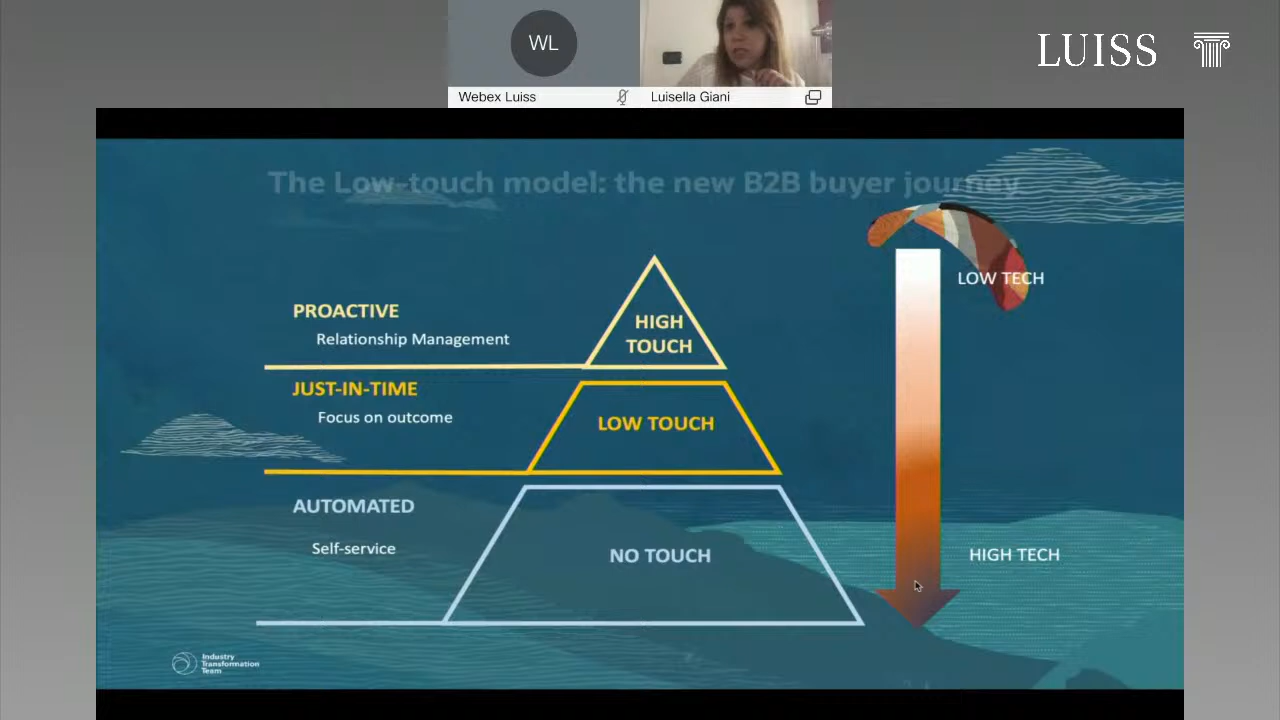 WL
Webex Luiss
Luisella Giani
LUISS
The Low-touch model: the new B2B buyer journey
LOW TECH
PROACTIVE
Relationship Management
HIGH
TOUCH
JUST-IN-TIME
Focus on outcome
LOW TOUCH
AUTOMATED
Self-service
NO TOUCH
HIGH TECH
Industry
Transformation
Team